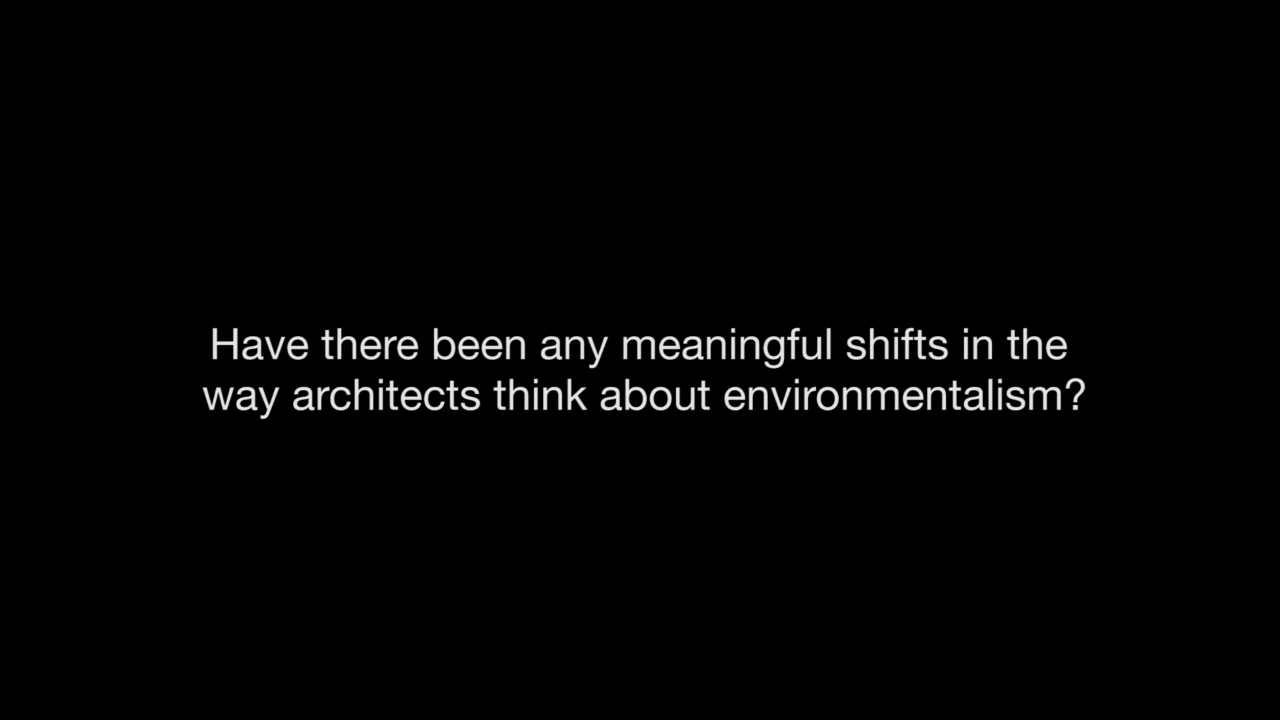 Have there been any meaningful shifts in the
way architects think about environmentalism?